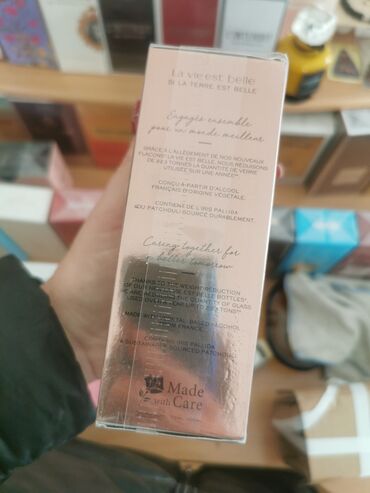 La vie est belle
SI LA TERRE EST BELLE
Engagés ensemble
pour un monde meilleur
GRÂCE À L'ALLÈGEMENT DE NOS NOUVEAUX
FLACONS LA VIE EST BELLE, NOUS RÉDUISONS
DE 223 TONNES LA QUANTITÉ DE VERRE
UTILISÉE SUR UNE ANNÉE*.
CONÇU À PARTIR D'ALCOOL
FRANÇAIS D'ORIGINE VÉGÉTALE.
CONTIENT DE L'IRIS PALLIDA
PATCHOULI SOURCÉ DURABLEMENT.
Caring together for
a better tomorrow
THANKS TO THE WEIGHT REDUCTION
OF OUR NEW LA VIE EST BELLE BOTTLES*
WE ARE REDUCING THE QUANTITY OF GLASS
USED OVER A YEAR BY 223 TONS*.
MADE WITH VEGETAL-BASED ALCOHOL
FROM FRANCE.
CONTAINS IRIS PALLIDA
& SUSTAINABLY SOURCED PATCHOULI.
Made
with Care